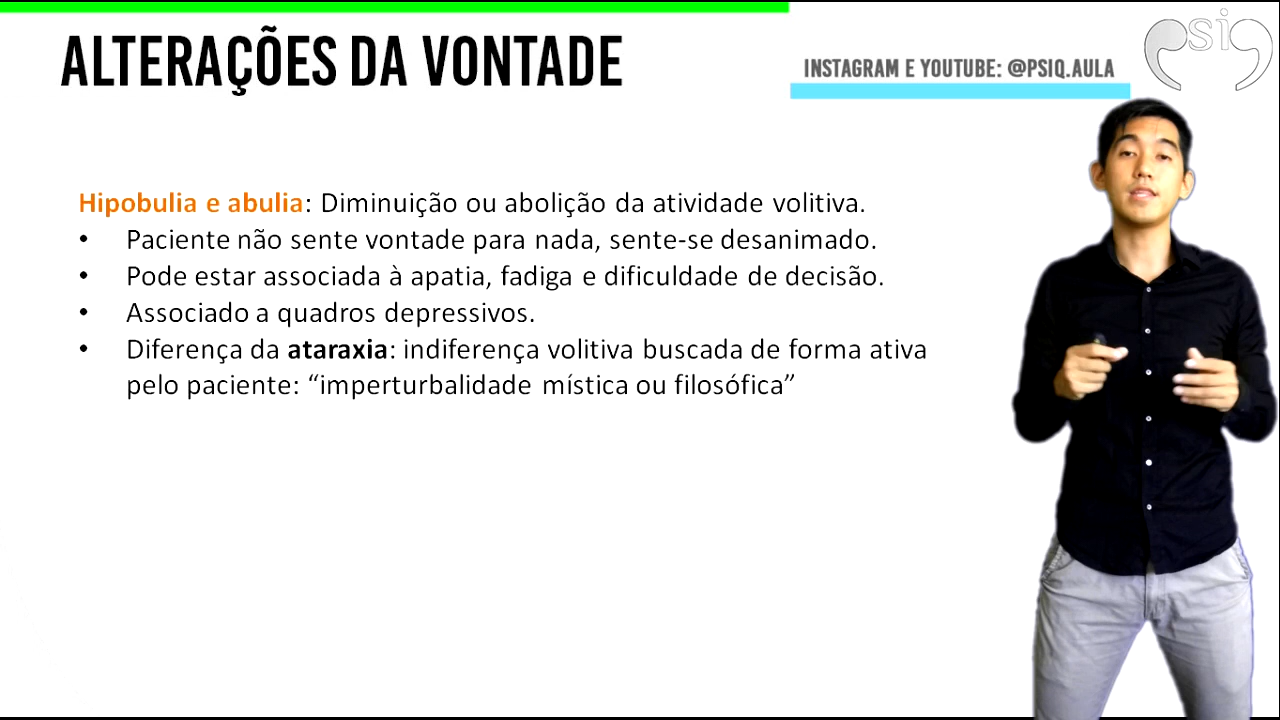 ALTERAÇÕES DA VONTADE
INSTAGRAM E YOUTUBE: @PSIQ.AULA
psiq
Hipobulia e abulia: Diminuição ou abolição da atividade volitiva.
• Paciente não sente vontade para nada, sente-se desanimado.
• Pode estar associada à apatia, fadiga e dificuldade de decisão.
• Associado a quadros depressivos.
• Diferença da ataraxia: indiferença volitiva buscada de forma ativa
pelo paciente: “imperturbalidade mística ou filosófica”